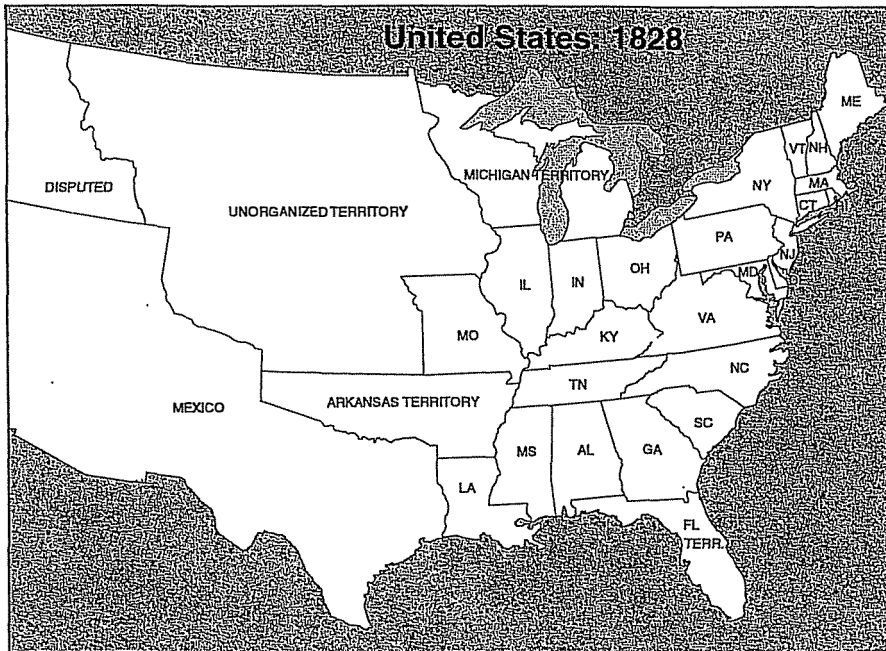 United States: 1828
ME
VT
NH
MICHIGAN TERRITORY
MA
NY
DISPUTED
CT
UNORGANIZED TERRITORY
PA
NJ
OH
MD
IL
IN
VA
MO
KY
NC
TN
ARKANSAS TERRITORY
MEXICO
SC
MS
AL
GA
LA
FL
TERR.